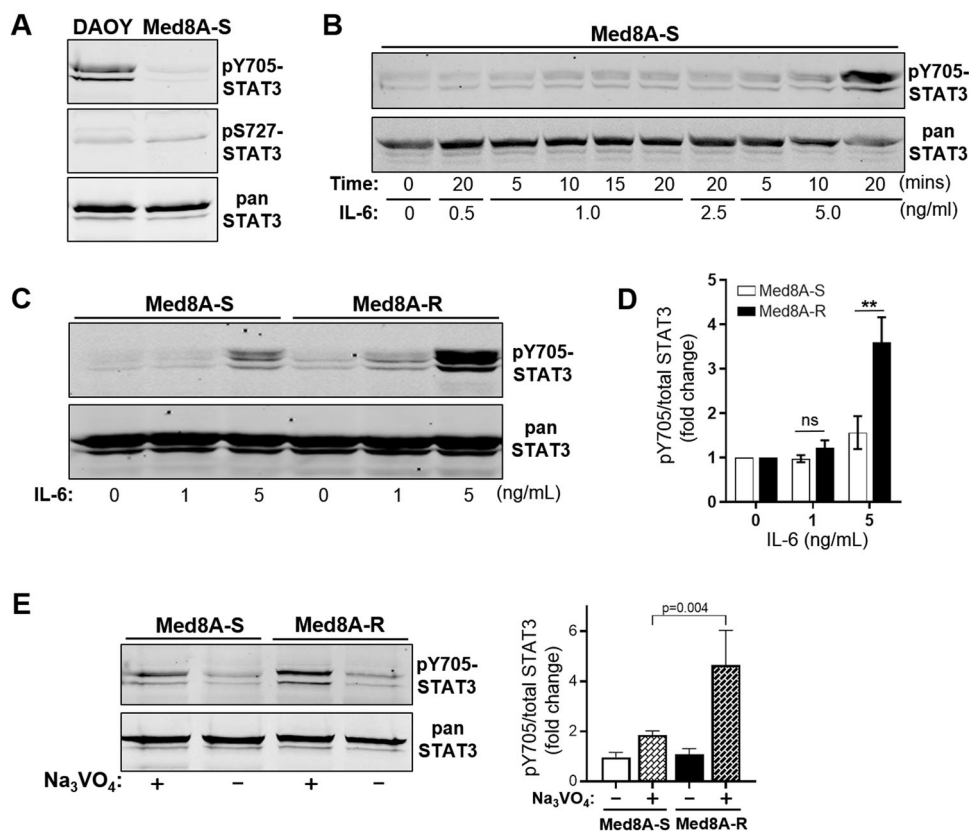 A
DAOY Med8A-S
pY705-
STAT3
pS727-
STAT3
pan
STAT3
B
Med8A-S
pY705-
STAT3
pan
STAT3
Time: 0 20 5 10 15 20 20 5 10 20 (mins)
IL-6: 0 0.5 1.0 2.5 5.0 (ng/ml)
C
Med8A-S Med8A-R
pY705-
STAT3
pan
STAT3
IL-6: 0 1 5 0 1 5 (ng/mL)
D
pY705/total STAT3
(fold change)
5
4
3
2
1
0
Med8A-S
Med8A-R
ns
**
0 1 5
IL-6 (ng/mL)
E
Med8A-S Med8A-R
pY705-
STAT3
pan
STAT3
Na₃VO₄: + − + −
pY705/total STAT3
(fold change)
6
4
2
0
p=0.004
Na₃VO₄: − + − +
Med8A-S Med8A-R